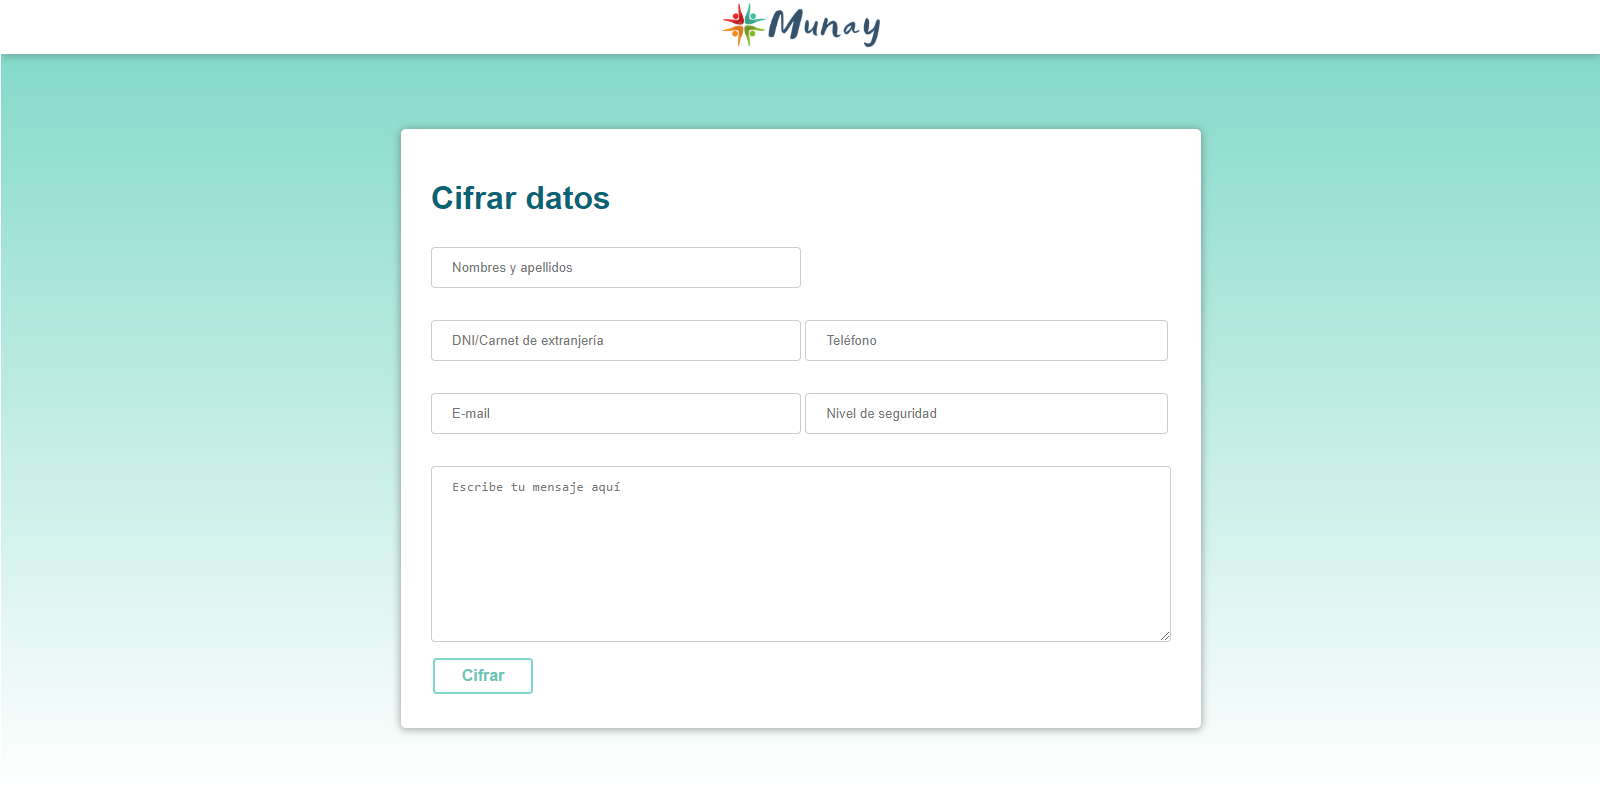 Munay
Cifrar datos
Nombres y apellidos
DNI/Carnet de extranjería
Teléfono
E-mail
Nivel de seguridad
Escribe tu mensaje aquí
Cifrar